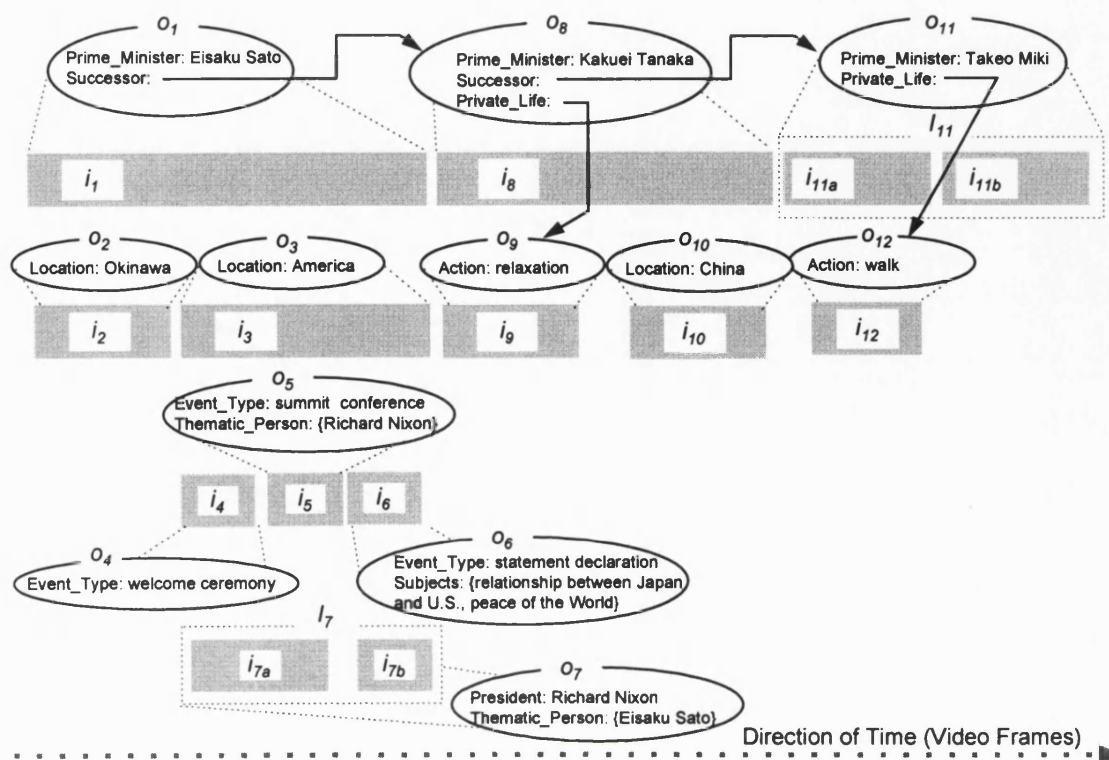 O1
O8
O11
Prime_Minister: Eisaku Sato
Successor:
Prime_Minister: Kakuei Tanaka
Successor:
Private_Life:
Prime_Minister: Takeo Miki
Private_Life:
I11
i1
i8
i11a
i11b
O2
O3
O9
O10
O12
Location: Okinawa
Location: America
Action: relaxation
Location: China
Action: walk
i2
i3
i9
i10
i12
O5
Event_Type: summit conference
Thematic_Person: {Richard Nixon}
i4
i5
i6
O4
Event_Type: welcome ceremony
O6
Event_Type: statement declaration
Subjects: {relationship between Japan
and U.S., peace of the World}
I7
i7a
i7b
O7
President: Richard Nixon
Thematic_Person: {Eisaku Sato}
Direction of Time (Video Frames)